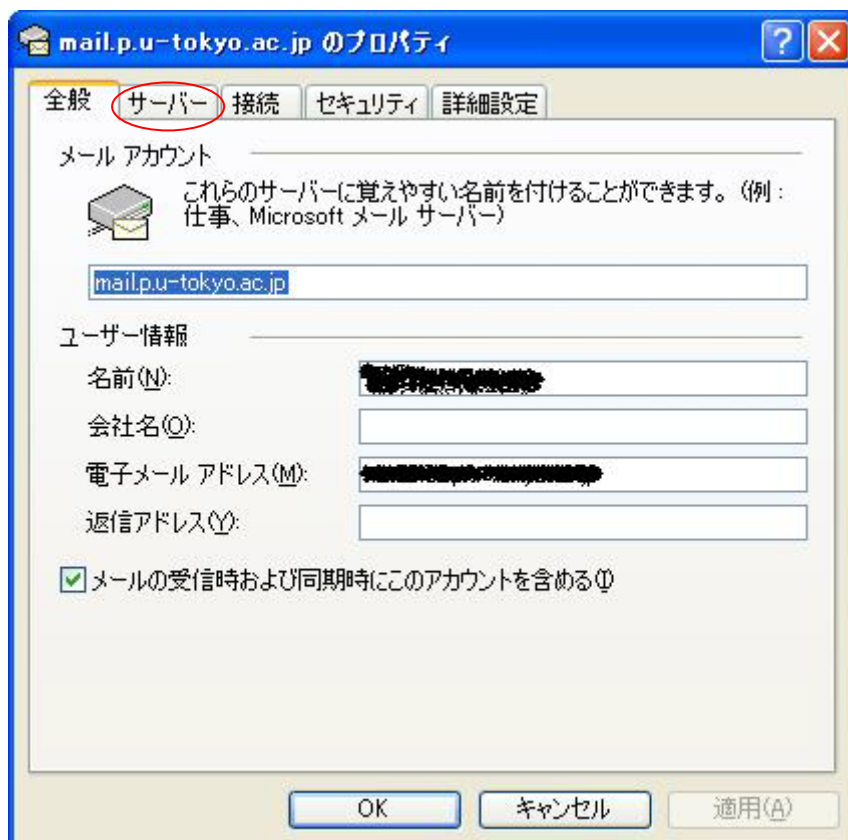 mail.p.u-tokyo.ac.jp のプロパティ
全般 サーバー 接続 セキュリティ 詳細設定
メール アカウント
これらのサーバーに覚えやすい名前を付けることができます。(例:
仕事、Microsoft メール サーバー)
mail.p.u-tokyo.ac.jp
ユーザー情報
名前(N):
会社名(O):
電子メール アドレス(M):
返信アドレス(Y):
メールの受信時および同期時にこのアカウントを含める(I)
OK キャンセル 適用(A)